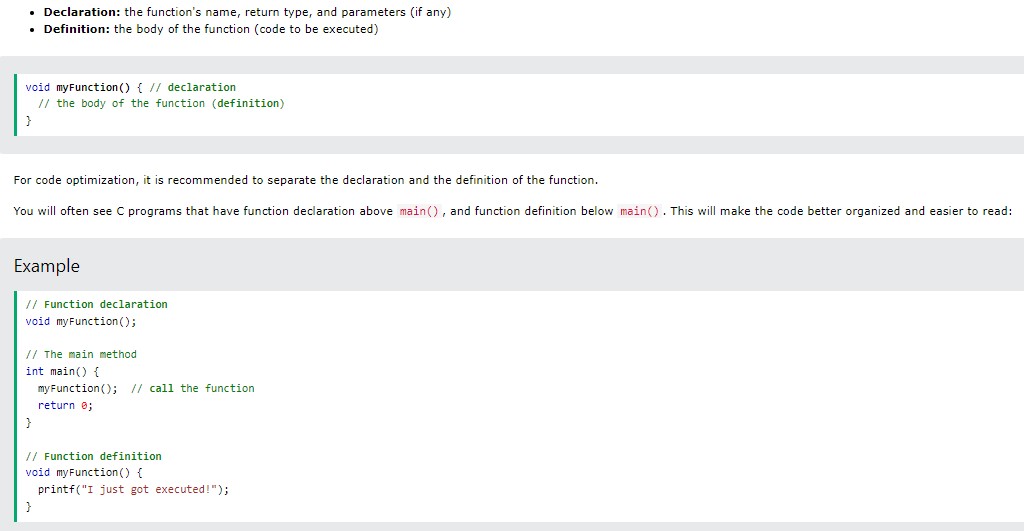 • Declaration: the function's name, return type, and parameters (if any)
• Definition: the body of the function (code to be executed)
void myFunction() { // declaration
  // the body of the function (definition)
}
For code optimization, it is recommended to separate the declaration and the definition of the function.
You will often see C programs that have function declaration above main(), and function definition below main(). This will make the code better organized and easier to read:
Example
// Function declaration
void myFunction();
// The main method
int main() {
  myFunction();  // call the function
  return 0;
}
// Function definition
void myFunction() {
  printf("I just got executed!");
}